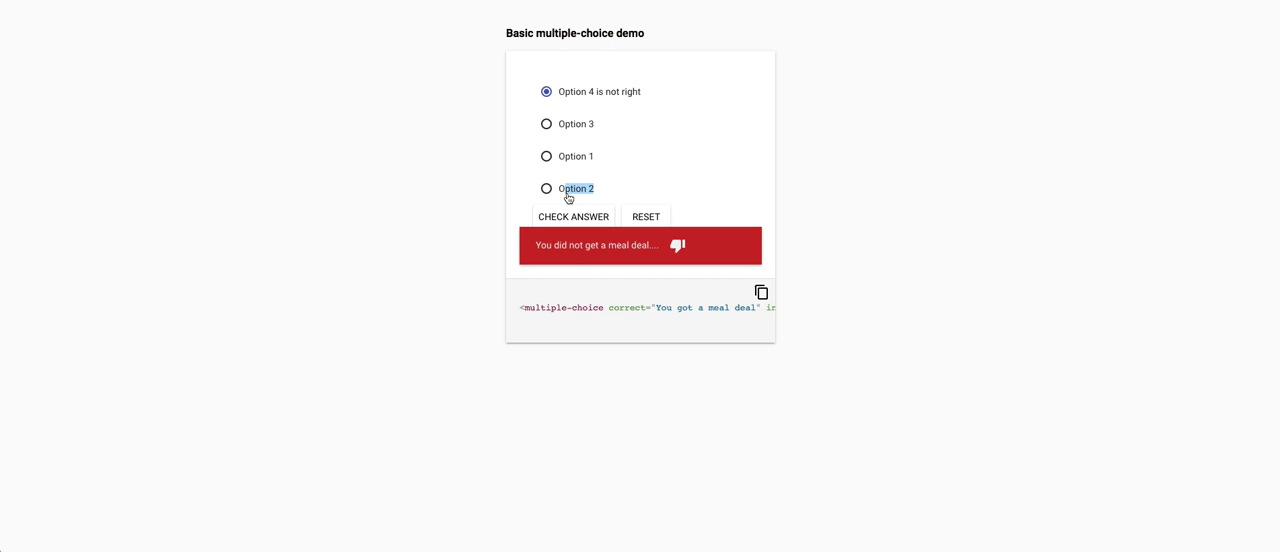 Basic multiple-choice demo
Option 4 is not right
Option 3
Option 1
Option 2
CHECK ANSWER RESET
You did not get a meal deal....
<multiple-choice correct="You got a meal deal" in